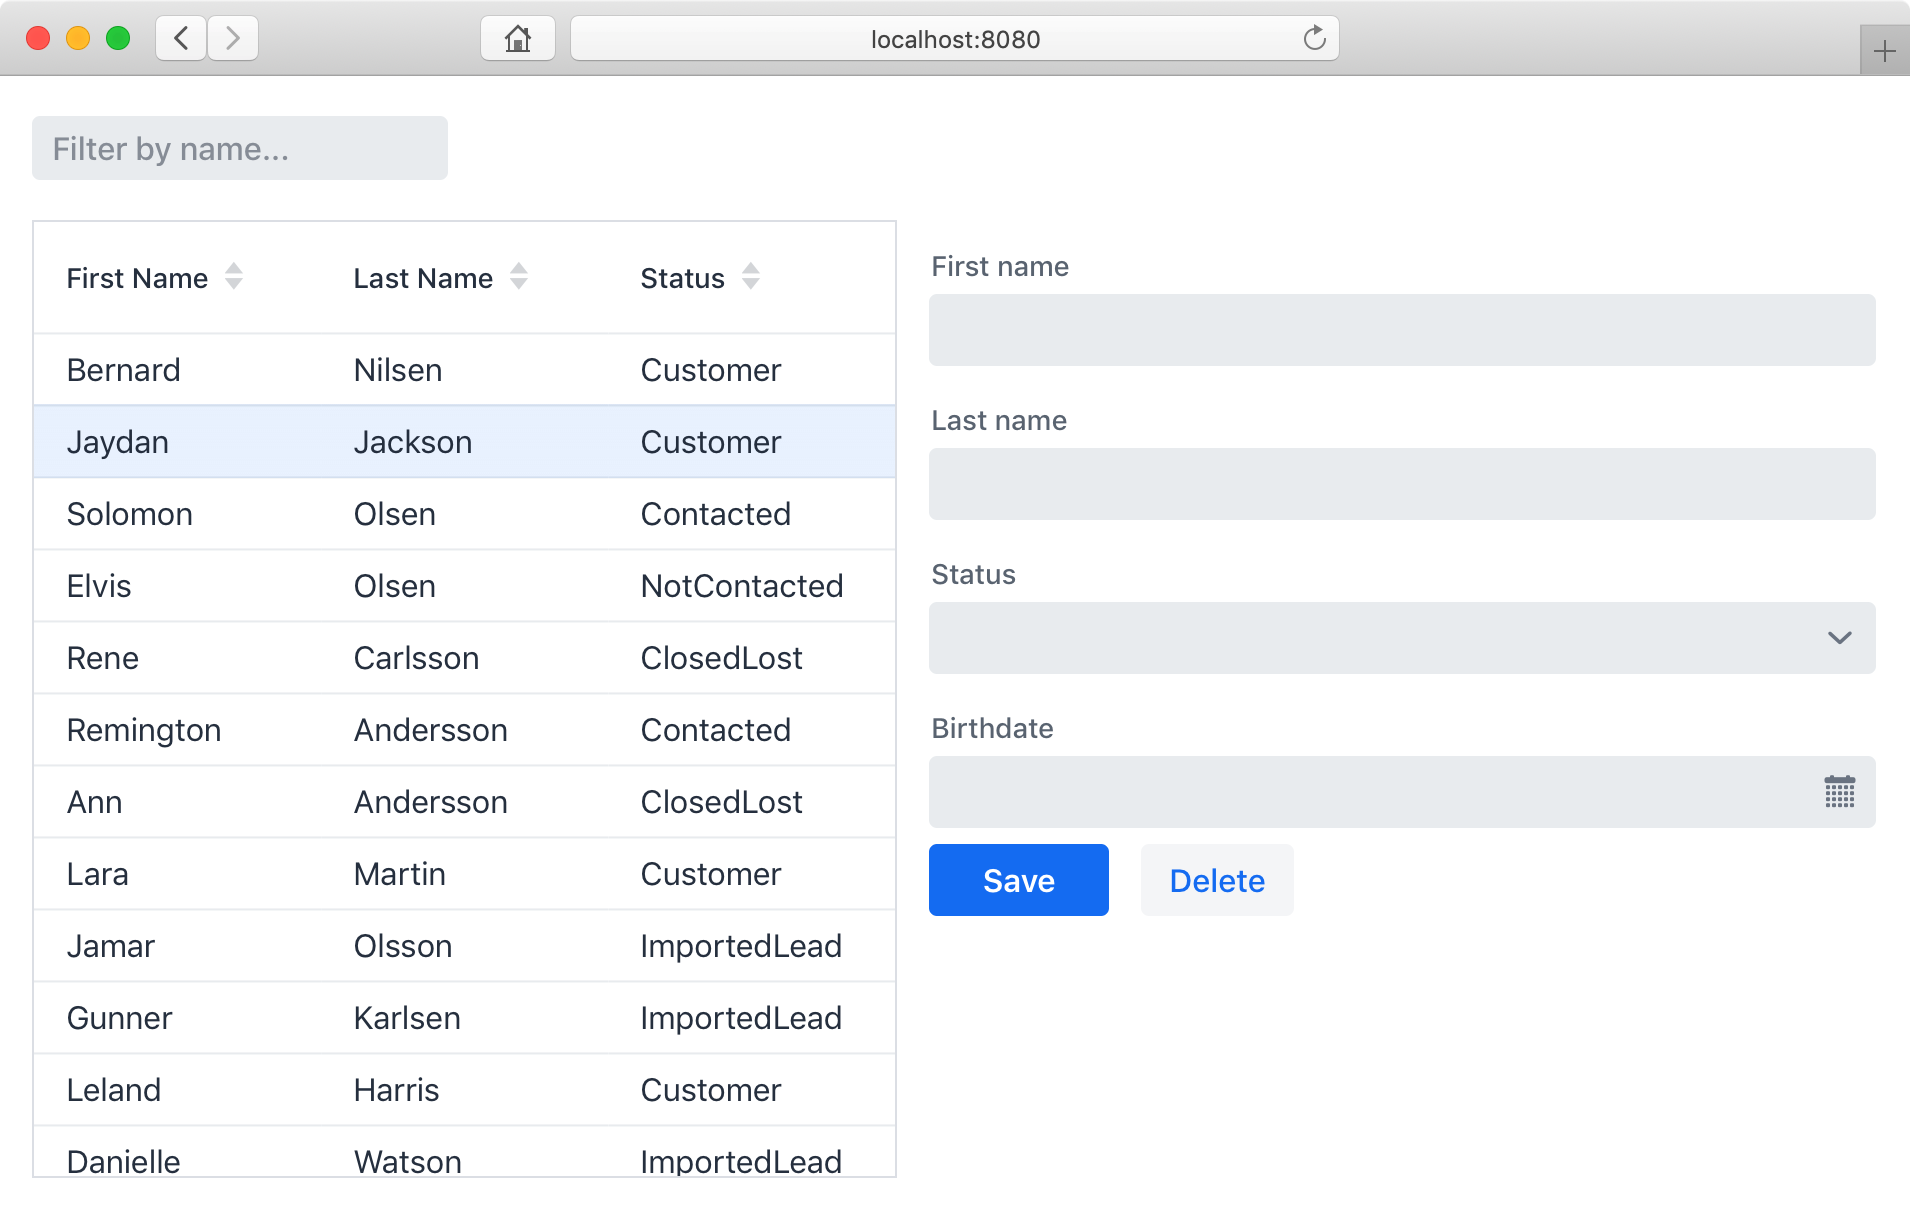 localhost:8080
Filter by name...
First Name Last Name Status
Bernard Nilsen Customer
Jaydan Jackson Customer
Solomon Olsen Contacted
Elvis Olsen NotContacted
Rene Carlsson ClosedLost
Remington Andersson Contacted
Ann Andersson ClosedLost
Lara Martin Customer
Jamar Olsson ImportedLead
Gunner Karlsen ImportedLead
Leland Harris Customer
Danielle Watson ImportedLead
First name
Last name
Status
Birthdate
Save Delete